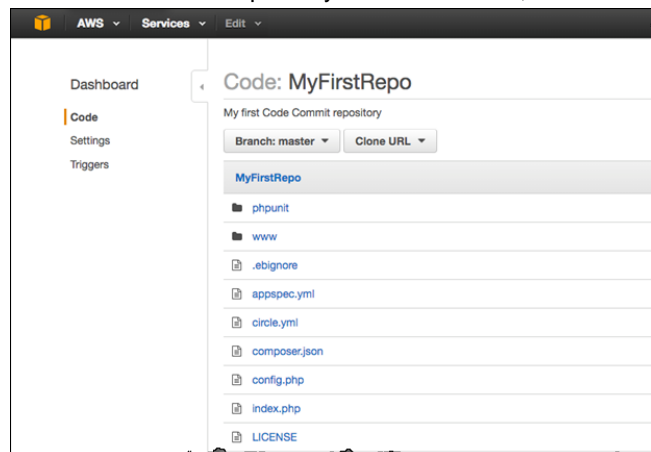 AWS Services Edit
Dashboard
Code
Settings
Triggers
Code: MyFirstRepo
My first Code Commit repository
Branch: master Clone URL
MyFirstRepo
phpunit
www
.ebignore
appspec.yml
circle.yml
composer.json
config.php
index.php
LICENSE